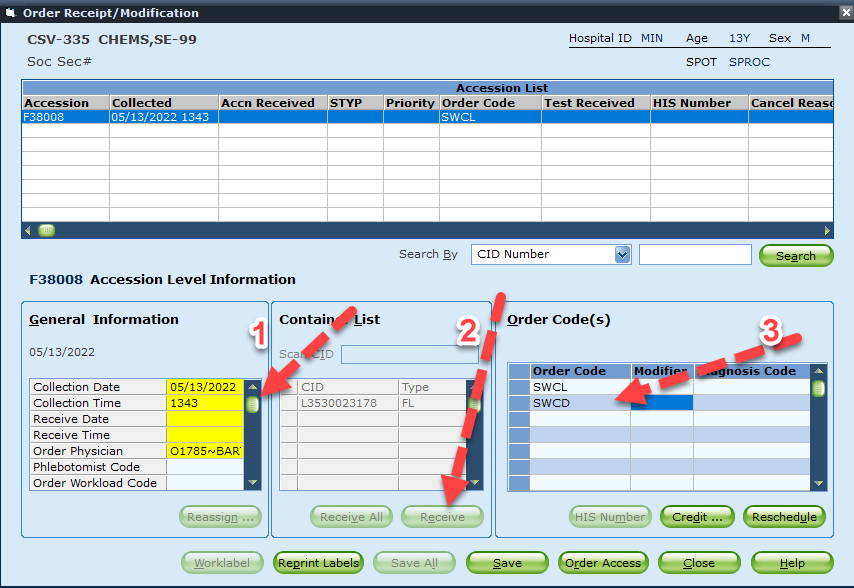 Order Receipt/Modification
CSV-335 CHEMS,SE-99
Hospital ID MIN Age 13Y Sex M
Soc Sec#
SPOT SPROC
Accession List
Accession Collected Accn Received STYP Priority Order Code Test Received HIS Number Cancel Reaso
F38008 05/13/2022 1343 SWCL
Search By CID Number Search
F38008 Accession Level Information
General Information
1
Container List
2
Order Code(s)
3
05/13/2022
Scan CID
Collection Date 05/13/2022
Collection Time 1343
Receive Date
Receive Time
Order Physician O1785~BAR
Phlebotomist Code
Order Workload Code
CID Type
L3530023178 FL
Order Code Modifier Diagnosis Code
SWCL
SWCD
Reassign ... Receive All Receive HIS Number Credit ... Reschedule
Worklabel Reprint Labels Save All Save Order Access Close Help